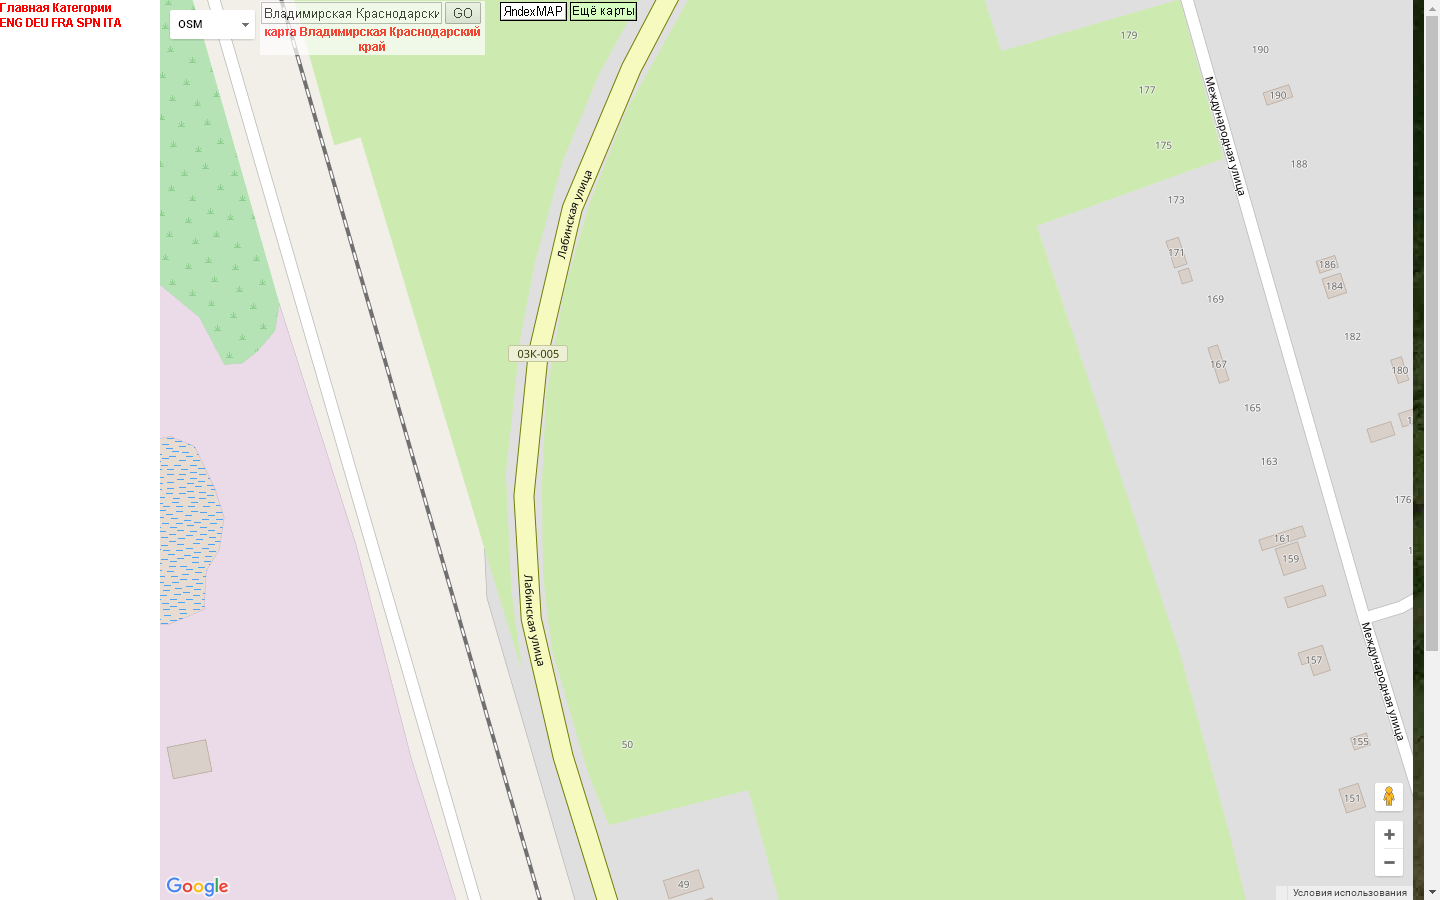 Главная Категории
ENG DEU FRA SPN ITA
OSM
Владимирская Краснодарски
GO
карта Владимирская Краснодарский
край
ЯndexMAP
Ещё карты
179
190
177
190
175
188
173
171
186
184
169
182
167
180
165
163
176
161
159
157
155
151
50
49
Международная улица
Международная улица
Лабинская улица
03К-005
Лабинская улица
Google
Условия использования